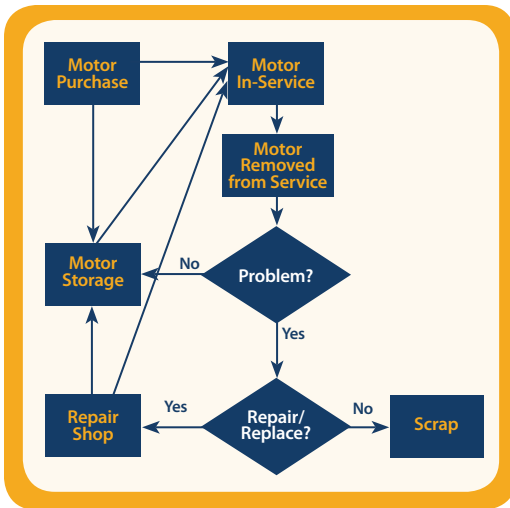 Motor
Purchase
Motor
In-Service
Motor
Removed
from Service
Motor
Storage
No
Problem?
Yes
Repair
Shop
Yes
Repair/
Replace?
No
Scrap